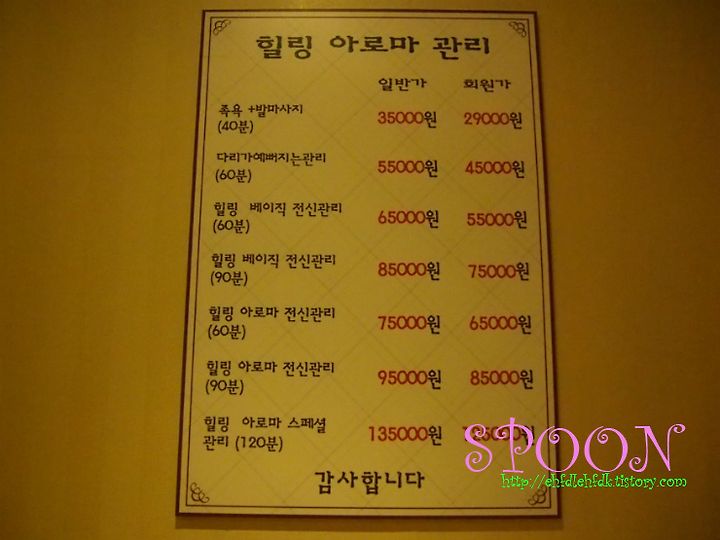 힐링 아로마 관리
일반가 회원가
족욕 +발마사지
(40분) 35000원 29000원
다리가예뻐지는관리
(60분) 55000원 45000원
힐링 베이직 전신관리
(60분) 65000원 55000원
힐링 베이직 전신관리
(90분) 85000원 75000원
힐링 아로마 전신관리
(60분) 75000원 65000원
힐링 아로마 전신관리
(90분) 95000원 85000원
힐링 아로마 스페셜
관리 (120분) 135000원
감사합니다
SPOON
http://ehfdlehfdk.tistory.com